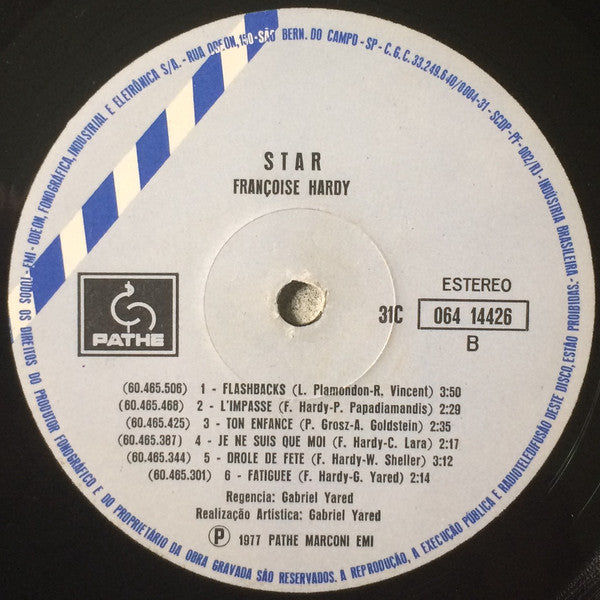 TODOS OS DIREITOS DO PRODUTOR FONOGRÁFICO E DO PROPRIETÁRIO DA OBRA GRAVADA SÃO RESERVADOS. A REPRODUÇÃO, A EXECUÇÃO PÚBLICA E RADIOTELEDIFUSÃO DESTE DISCO, ESTÃO PROIBIDAS.
EMI - ODEON, FONOGRÁFICA, INDUSTRIAL E ELETRÔNICA S/A. - RUA ODEON, 150 - SÃO BERN. DO CAMPO - SP - C.G.C. 33.249.640/0004-31 - SCDP-PF-002/RJ - INDÚSTRIA BRASILEIRA -
STAR
FRANÇOISE HARDY
PATHE
ESTEREO
31C 064 14426
B
(60.465.506) 1 - FLASHBACKS (L. Plamondon-R. Vincent) 3:50
(60.465.468) 2 - L'IMPASSE (F. Hardy-P. Papadiamandis) 2:29
(60.465.425) 3 - TON ENFANCE (P. Grosz-A. Goldstein) 2:35
(60.465.387) 4 - JE NE SUIS QUE MOI (F. Hardy-C. Lara) 2:17
(60.465.344) 5 - DROLE DE FETE (F. Hardy-W. Sheller) 3:12
(60.465.301) 6 - FATIGUEE (F. Hardy-G. Yared) 2:14
Regencia: Gabriel Yared
Realização Artistica: Gabriel Yared
Ⓟ 1977 PATHE MARCONI EMI